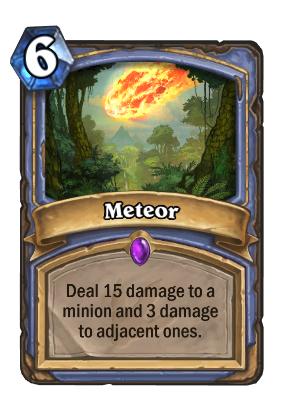 6
Meteor
Deal 15 damage to a
minion and 3 damage
to adjacent ones.